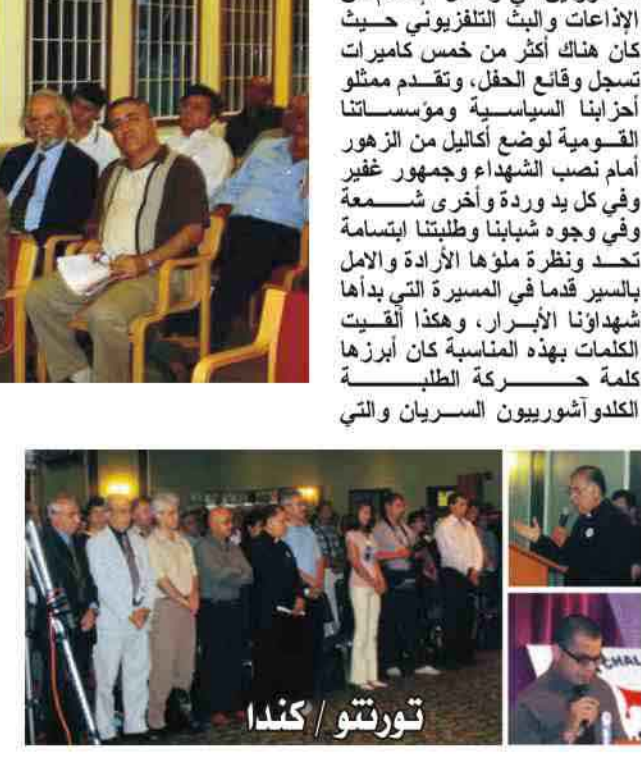 الإذاعات والبث التلفزيوني حيث
كان هناك أكثر من خمس كاميرات
تسجل وقائع الحفل، وتقدم ممثلو
أحزابنا السياسية ومؤسساتنا
القومية لوضع أكاليل من الزهور
أمام نصب الشهداء وجمهور غفير
وفي كل يد وردة وأخرى شمعة
وفي وجوه شبابنا وطلبتنا ابتسامة
تحد ونظرة ملؤها الأرادة والامل
بالسير قدما في المسيرة التي بدأها
شهداؤنا الأبرار، وهكذا ألقيت
الكلمات بهذه المناسبة كان أبرزها
كلمة حركة الطلبة
الكلدوآشورييون السريان والتي
CHAL
تورنتو / كندا